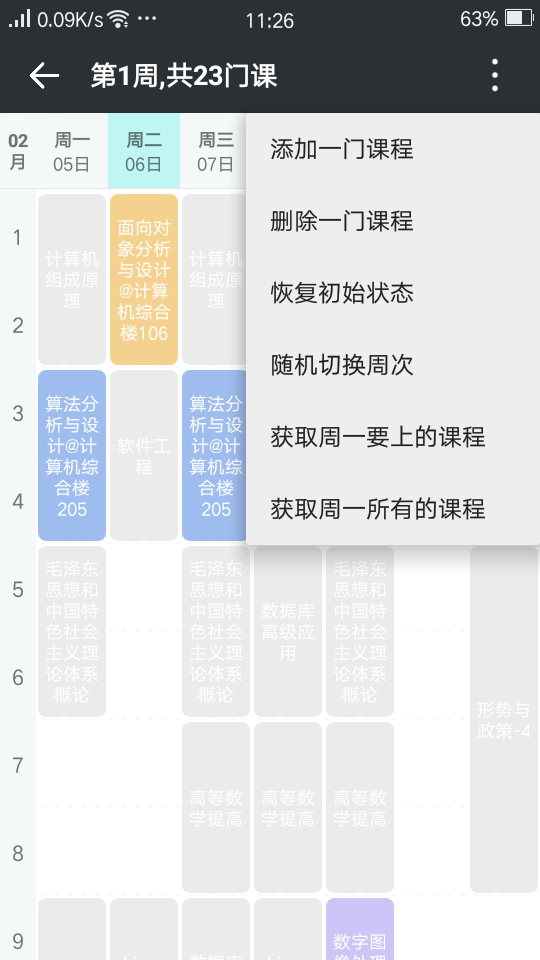 0.09K/s
11:26
63%
第1周,共23门课
02
月
周一
05日
周二
06日
周三
07日
添加一门课程
删除一门课程
恢复初始状态
随机切换周次
获取周一要上的课程
获取周一所有的课程
1
2
3
4
5
6
7
8
9
计算机
组成原
理
面向对
象分析
与设计
@计算
机综合
楼106
计算机
组成原
理
算法分
析与设
计@计
算机综
合楼
205
软件工
程
算法分
析与设
计@计
算机综
合楼
205
毛泽东
思想和
中国特
色社会
主义理
论体系
概论
毛泽东
思想和
中国特
色社会
主义理
论体系
概论
数据库
高级应
用
毛泽东
思想和
中国特
色社会
主义理
论体系
概论
形势与
政策-4
高等数
学提高
高等数
学提高
高等数
学提高
数据库
数字图
像处理